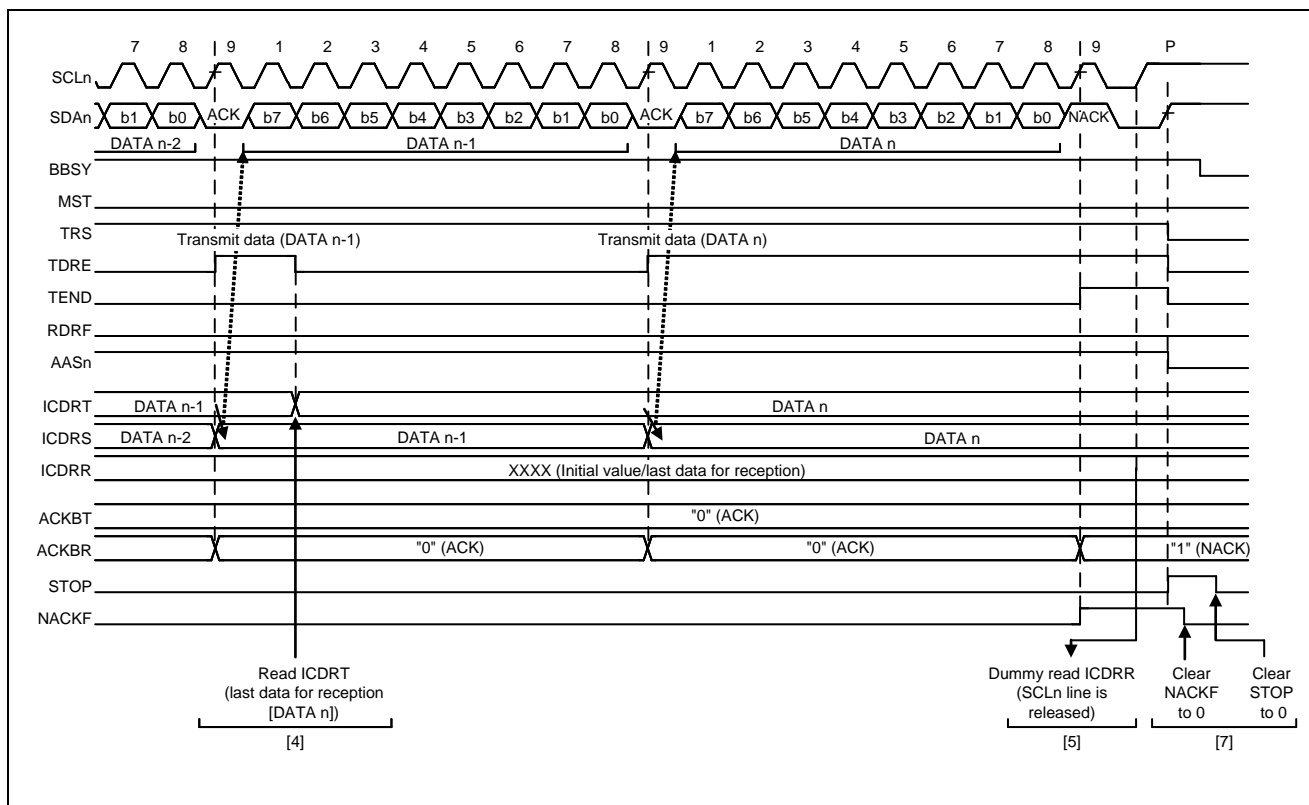 7 8 9 1 2 3 4 5 6 7 8 9 1 2 3 4 5 6 7 8 9 P
SCLn
SDAn b1 b0 ACK b7 b6 b5 b4 b3 b2 b1 b0 ACK b7 b6 b5 b4 b3 b2 b1 b0 NACK
DATA n-2 DATA n-1 DATA n
BBSY
MST
TRS
Transmit data (DATA n-1) Transmit data (DATA n)
TDRE
TEND
RDRF
AASn
ICDRT DATA n-1 DATA n
ICDRS DATA n-2 DATA n-1 DATA n
ICDRR XXXX (Initial value/last data for reception)
ACKBT "0" (ACK)
ACKBR "0" (ACK) "0" (ACK) "1" (NACK)
STOP
NACKF
Read ICDRT
(last data for reception
[DATA n])
[4]
Dummy read ICDRR
(SCLn line is
released)
[5]
Clear
NACKF
to 0
Clear
STOP
to 0
[7]